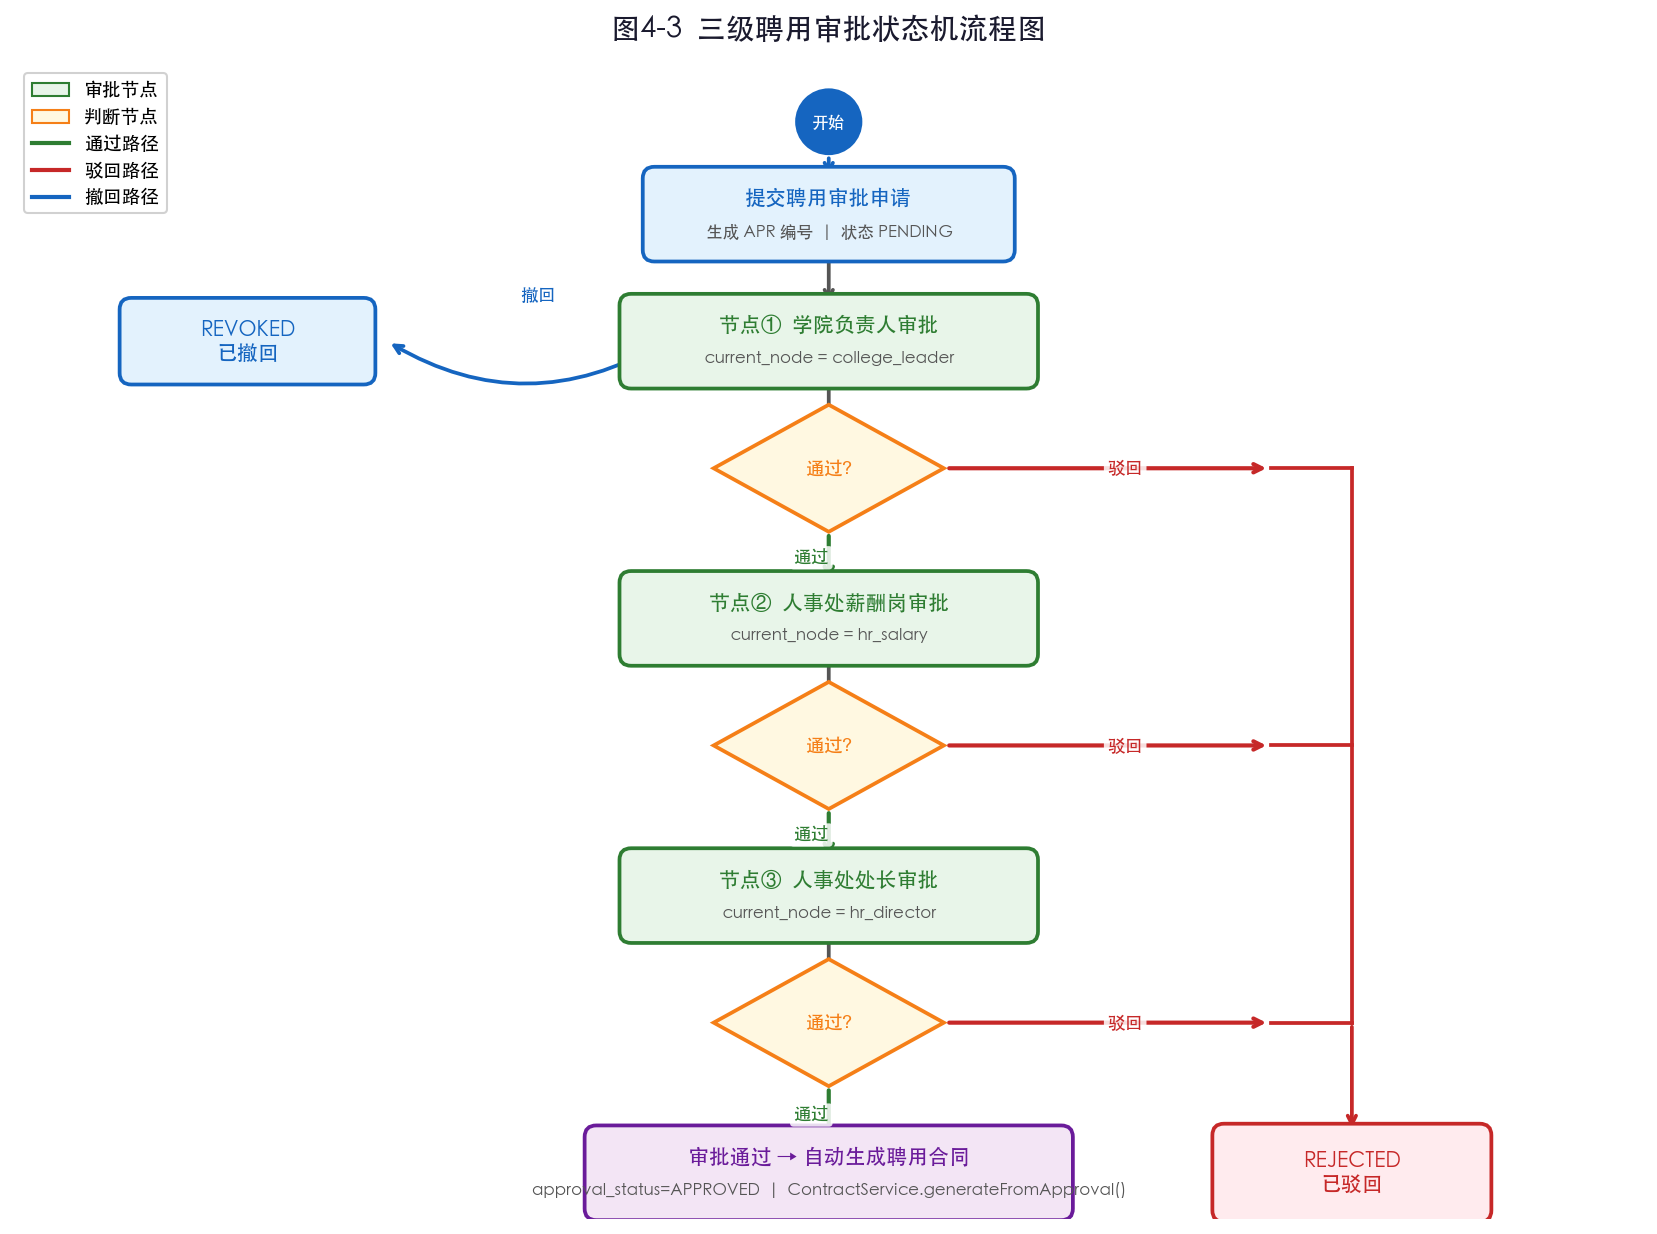 图4-3 三级聘用审批状态机流程图
审批节点
判断节点
通过路径
驳回路径
撤回路径
开始
提交聘用审批申请
生成 APR 编号 | 状态 PENDING
撤回
REVOKED
已撤回
节点① 学院负责人审批
current_node = college_leader
通过?
驳回
通过
节点② 人事处薪酬岗审批
current_node = hr_salary
通过?
驳回
通过
节点③ 人事处处长审批
current_node = hr_director
通过?
驳回
通过
审批通过 → 自动生成聘用合同
approval_status=APPROVED | ContractService.generateFromApproval()
REJECTED
已驳回